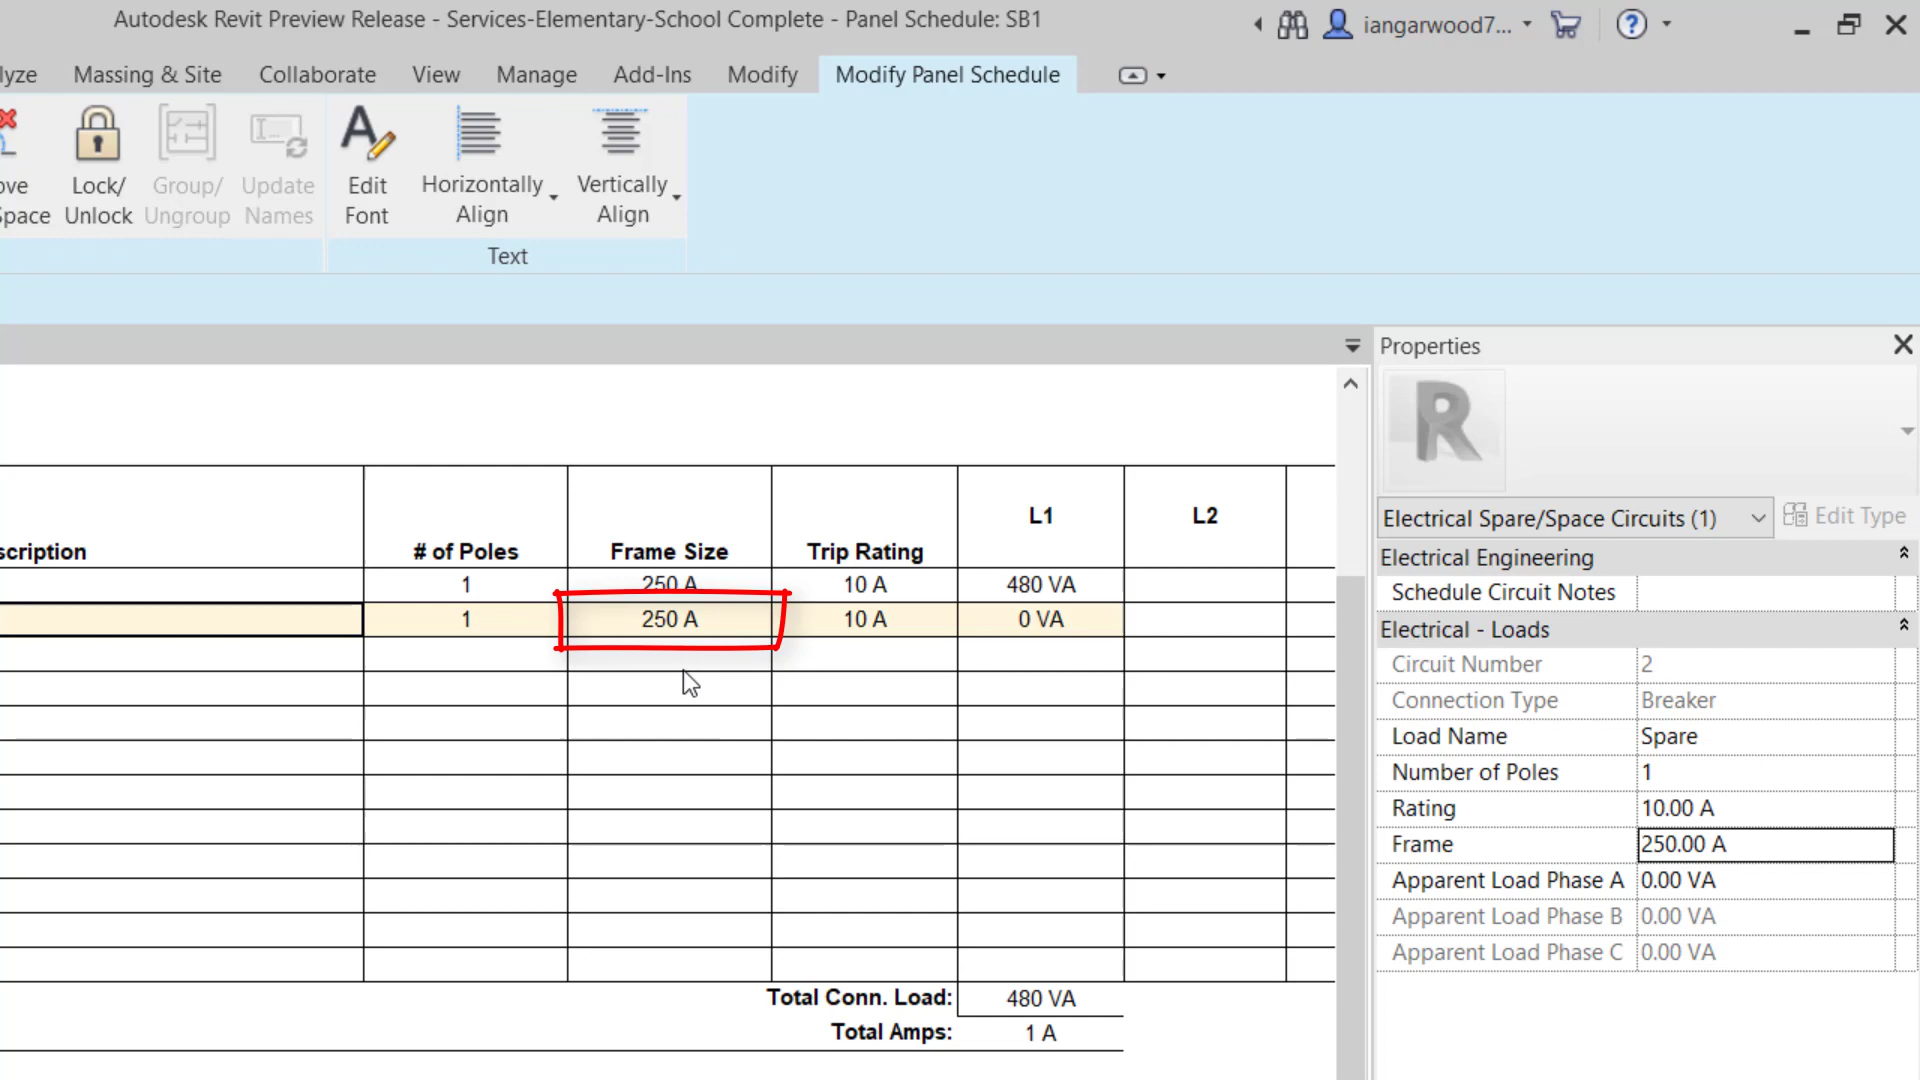 Autodesk Revit Preview Release - Services-Elementary-School Complete - Panel Schedule: SB1
iangarwood7...
?
lyze Massing & Site Collaborate View Manage Add-Ins Modify Modify Panel Schedule
ove
Space
Lock/
Unlock
Group/
Ungroup
Update
Names
Edit
Font
Horizontally
Align
Vertically
Align
Text
scription # of Poles Frame Size Trip Rating L1 L2
1 250 A 10 A 480 VA
1 250 A 10 A 0 VA
Total Conn. Load: 480 VA
Total Amps: 1 A
Properties
R
Electrical Spare/Space Circuits (1) Edit Type
Electrical Engineering
Schedule Circuit Notes
Electrical - Loads
Circuit Number 2
Connection Type Breaker
Load Name Spare
Number of Poles 1
Rating 10.00 A
Frame 250.00 A
Apparent Load Phase A 0.00 VA
Apparent Load Phase B 0.00 VA
Apparent Load Phase C 0.00 VA